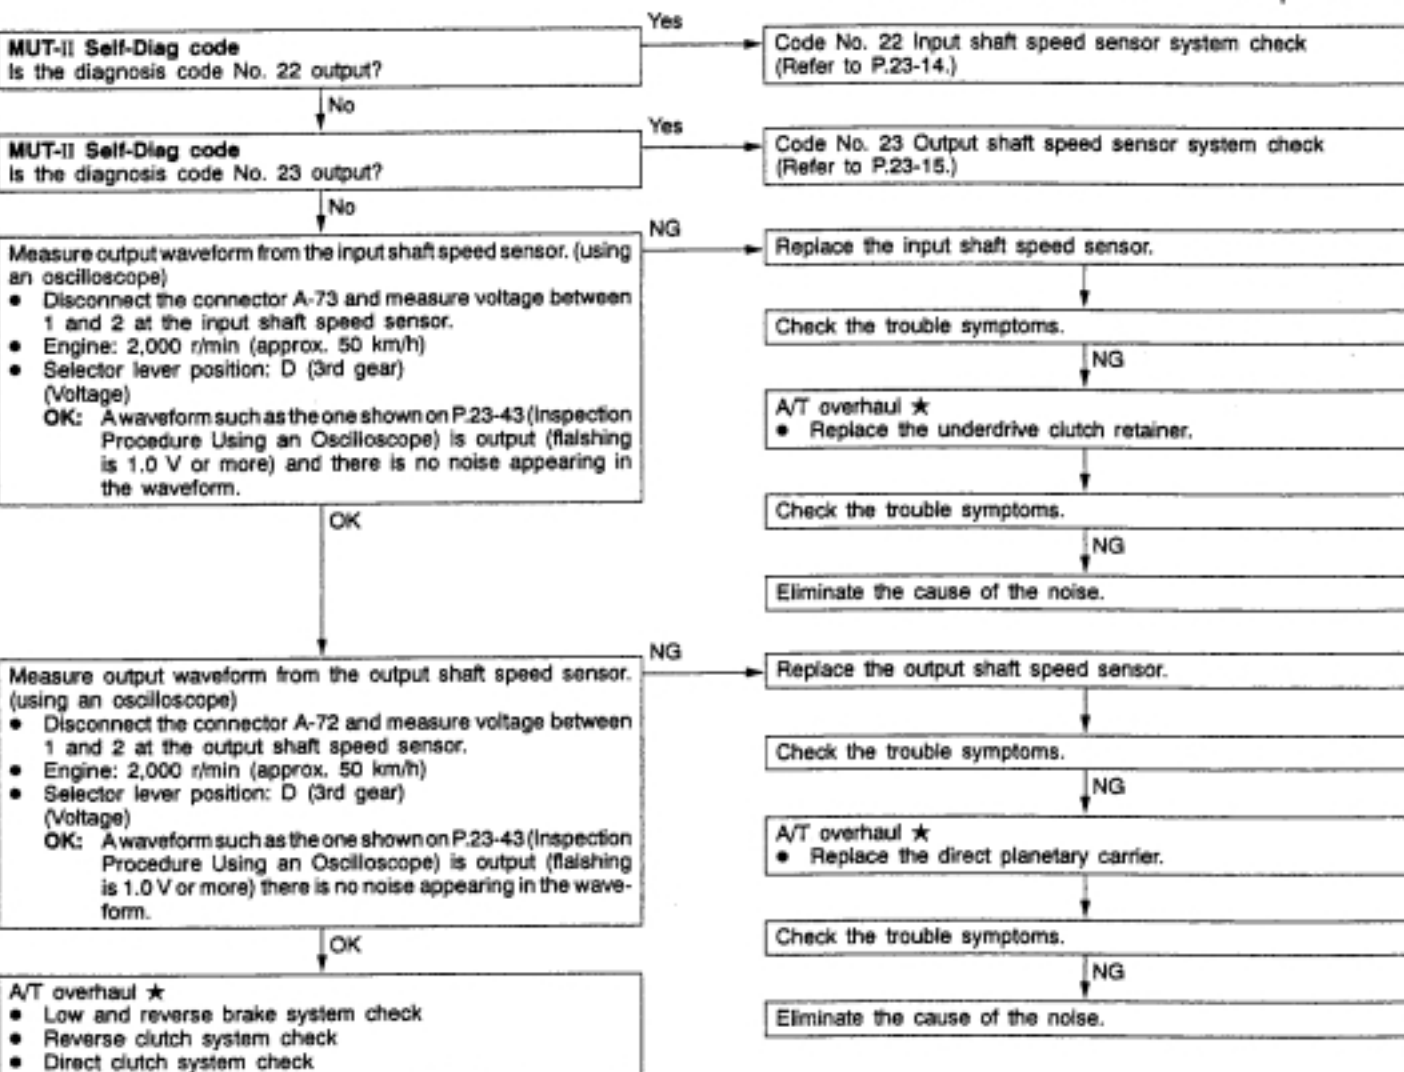 MUT-II Self-Diag code
Is the diagnosis code No. 22 output?
Yes
Code No. 22 Input shaft speed sensor system check
(Refer to P.23-14.)
No
MUT-II Self-Diag code
Is the diagnosis code No. 23 output?
Yes
Code No. 23 Output shaft speed sensor system check
(Refer to P.23-15.)
No
Measure output waveform from the input shaft speed sensor. (using
an oscilloscope)
● Disconnect the connector A-73 and measure voltage between
1 and 2 at the input shaft speed sensor.
● Engine: 2,000 r/min (approx. 50 km/h)
● Selector lever position: D (3rd gear)
(Voltage)
OK: A waveform such as the one shown on P.23-43 (Inspection
Procedure Using an Oscilloscope) is output (flaishing
is 1.0 V or more) and there is no noise appearing in
the waveform.
NG
Replace the input shaft speed sensor.
Check the trouble symptoms.
NG
A/T overhaul ★
● Replace the underdrive clutch retainer.
Check the trouble symptoms.
NG
Eliminate the cause of the noise.
OK
Measure output waveform from the output shaft speed sensor.
(using an oscilloscope)
● Disconnect the connector A-72 and measure voltage between
1 and 2 at the output shaft speed sensor.
● Engine: 2,000 r/min (approx. 50 km/h)
● Selector lever position: D (3rd gear)
(Voltage)
OK: A waveform such as the one shown on P.23-43 (Inspection
Procedure Using an Oscilloscope) is output (flaishing
is 1.0 V or more) there is no noise appearing in the wave-
form.
NG
Replace the output shaft speed sensor.
Check the trouble symptoms.
NG
A/T overhaul ★
● Replace the direct planetary carrier.
Check the trouble symptoms.
NG
Eliminate the cause of the noise.
OK
A/T overhaul ★
● Low and reverse brake system check
● Reverse clutch system check
● Direct clutch system check